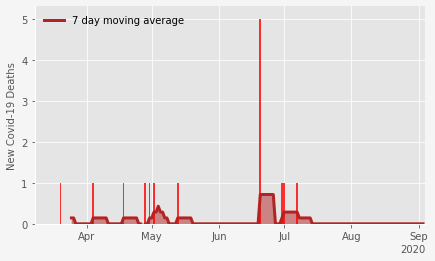 7 day moving average
New Covid-19 Deaths
5
4
3
2
1
0
Apr
May
Jun
Jul
Aug
Sep
2020